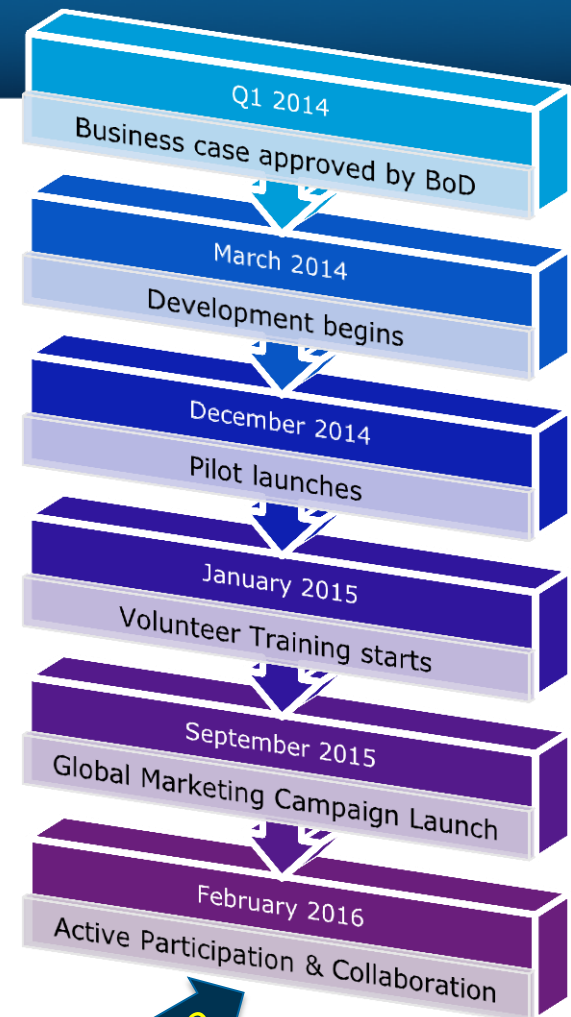 Q1 2014
Business case approved by BoD
March 2014
Development begins
December 2014
Pilot launches
January 2015
Volunteer Training starts
September 2015
Global Marketing Campaign Launch
February 2016
Active Participation & Collaboration